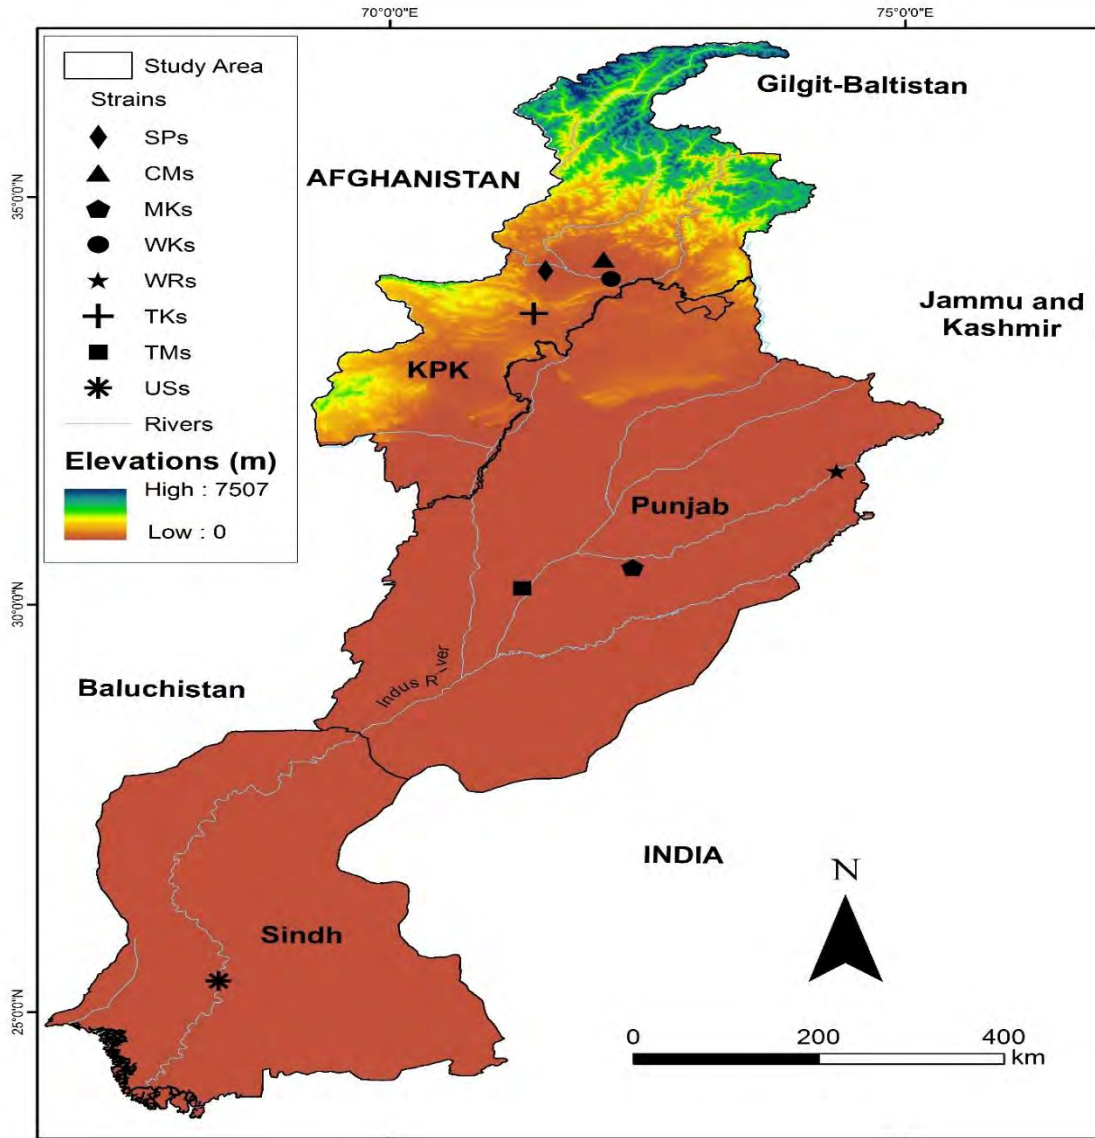 70°0'0"E
75°0'0"E
Study Area
Strains
SPs
CMs
MKs
WKs
WRs
TKs
TMs
USs
Rivers
Elevations (m)
High : 7507
Low : 0
Gilgit-Baltistan
AFGHANISTAN
35°0'0"N
Jammu and
Kashmir
KPK
Punjab
30°0'0"N
Indus River
Baluchistan
INDIA
N
Sindh
25°0'0"N
0
200
400
km